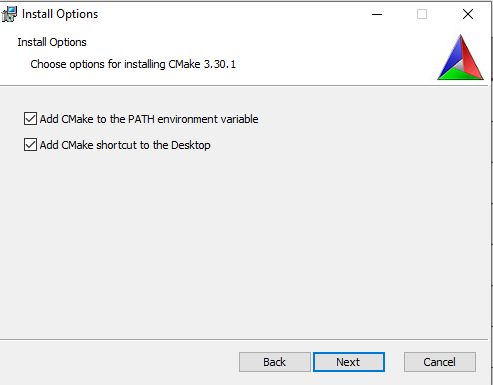 Install Options
Install Options
Choose options for installing CMake 3.30.1
Add CMake to the PATH environment variable
Add CMake shortcut to the Desktop
Back
Next
Cancel